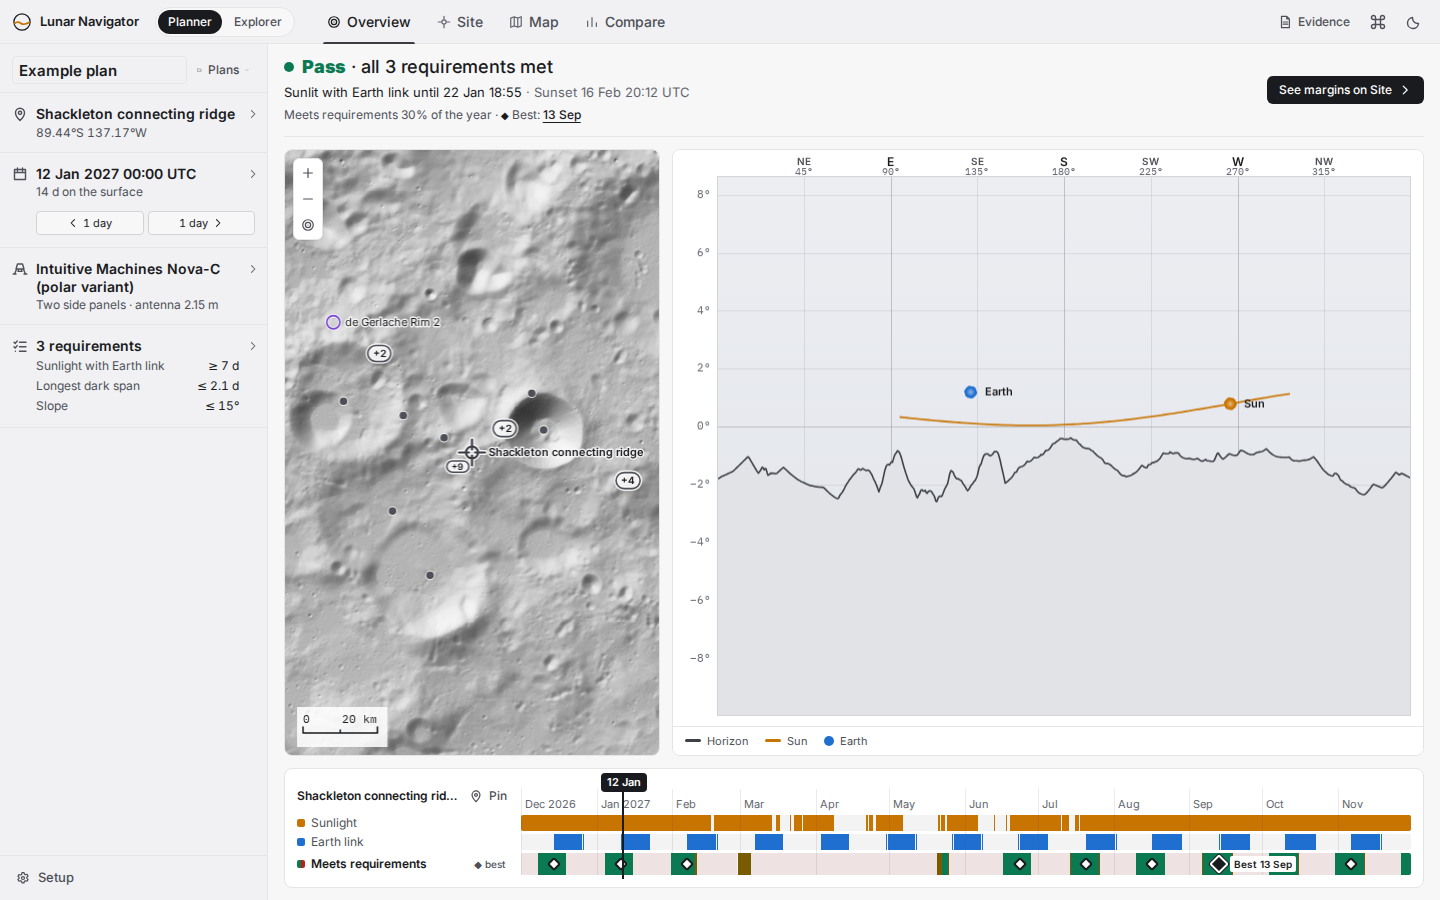 Lunar Navigator
Planner
Explorer
Overview
Site
Map
Compare
Evidence
Example plan
Plans
Shackleton connecting ridge
89.44°S 137.17°W
12 Jan 2027 00:00 UTC
14 d on the surface
1 day
1 day
Intuitive Machines Nova-C
(polar variant)
Two side panels · antenna 2.15 m
3 requirements
Sunlight with Earth link ≥ 7 d
Longest dark span ≤ 2.1 d
Slope ≤ 15°
Setup
Pass · all 3 requirements met
Sunlit with Earth link until 22 Jan 18:55 · Sunset 16 Feb 20:12 UTC
Meets requirements 30% of the year · ◆ Best: 13 Sep
See margins on Site
+
−
de Gerlache Rim 2
+2
+2
Shackleton connecting ridge
+9
+4
0 20 km
NE E SE S SW W NW
45° 90° 135° 180° 225° 270° 315°
8°
6°
4°
2°
0°
−2°
−4°
−6°
−8°
Earth
Sun
Horizon
Sun
Earth
12 Jan
Shackleton connecting rid...
Pin
Dec 2026 Jan 2027 Feb Mar Apr May Jun Jul Aug Sep Oct Nov
Sunlight
Earth link
Meets requirements
◆ best
Best 13 Sep